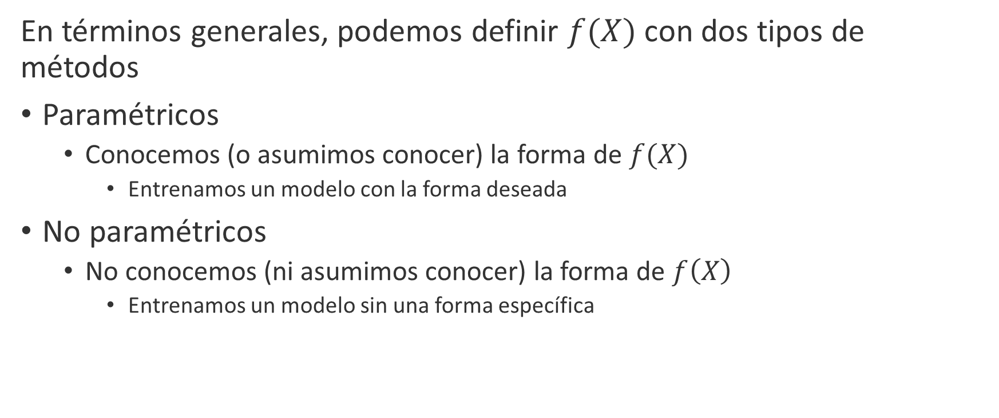 En términos generales, podemos definir f(X) con dos tipos de
métodos
• Paramétricos
• Conocemos (o asumimos conocer) la forma de f(X)
• Entrenamos un modelo con la forma deseada
• No paramétricos
• No conocemos (ni asumimos conocer) la forma de f(X)
• Entrenamos un modelo sin una forma específica